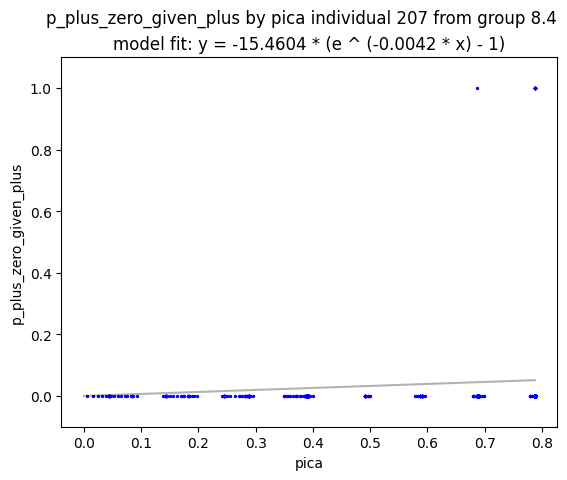 p_plus_zero_given_plus by pica individual 207 from group 8.4
model fit: y = -15.4604 * (e ^ (-0.0042 * x) - 1)
p_plus_zero_given_plus
1.0
0.8
0.6
0.4
0.2
0.0
0.0 0.1 0.2 0.3 0.4 0.5 0.6 0.7 0.8
pica